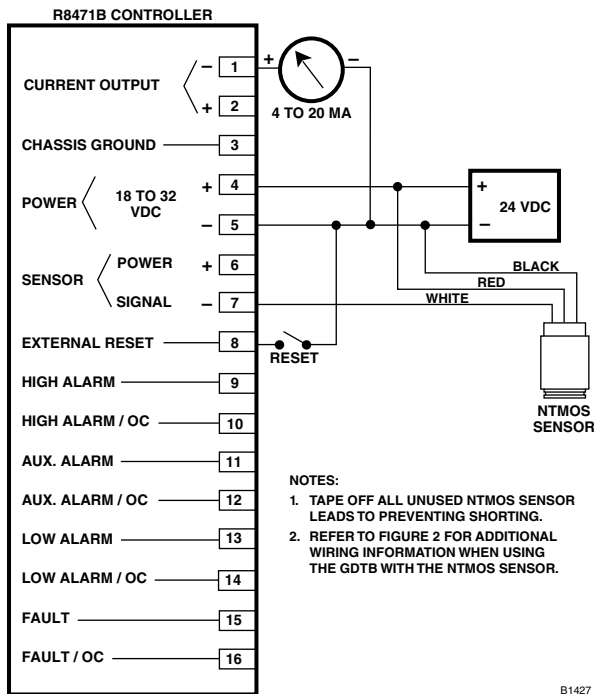 R8471B CONTROLLER
CURRENT OUTPUT
–
1
+
–
+
2
4 TO 20 MA
CHASSIS GROUND
3
POWER
18 TO 32
VDC
+
4
–
5
+
–
24 VDC
SENSOR
POWER
+
6
SIGNAL
–
7
BLACK
RED
WHITE
EXTERNAL RESET
8
RESET
NTMOS
SENSOR
HIGH ALARM
9
HIGH ALARM / OC
10
AUX. ALARM
11
AUX. ALARM / OC
12
LOW ALARM
13
LOW ALARM / OC
14
FAULT
15
FAULT / OC
16
NOTES:
1. TAPE OFF ALL UNUSED NTMOS SENSOR
LEADS TO PREVENTING SHORTING.
2. REFER TO FIGURE 2 FOR ADDITIONAL
WIRING INFORMATION WHEN USING
THE GDTB WITH THE NTMOS SENSOR.
B1427